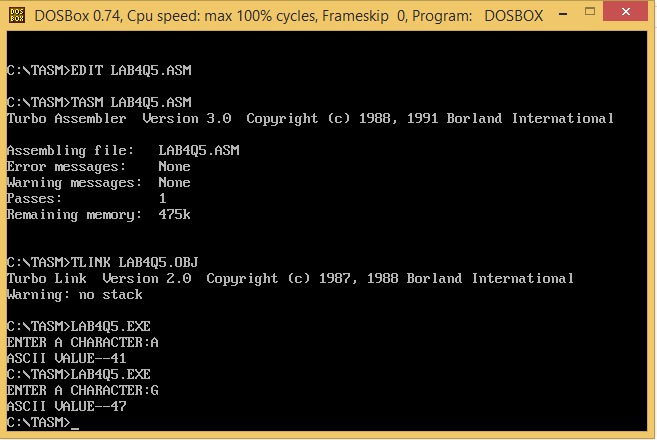 DOSBox 0.74, Cpu speed: max 100% cycles, Frameskip  0, Program:   DOSBOX
C:\TASM>EDIT LAB4Q5.ASM
C:\TASM>TASM LAB4Q5.ASM
Turbo Assembler  Version 3.0  Copyright (c) 1988, 1991 Borland International
Assembling file:   LAB4Q5.ASM
Error messages:    None
Warning messages:  None
Passes:            1
Remaining memory:  475k
C:\TASM>TLINK LAB4Q5.OBJ
Turbo Link  Version 2.0  Copyright (c) 1987, 1988 Borland International
Warning: no stack
C:\TASM>LAB4Q5.EXE
ENTER A CHARACTER:A
ASCII VALUE--41
C:\TASM>LAB4Q5.EXE
ENTER A CHARACTER:G
ASCII VALUE--47
C:\TASM>_